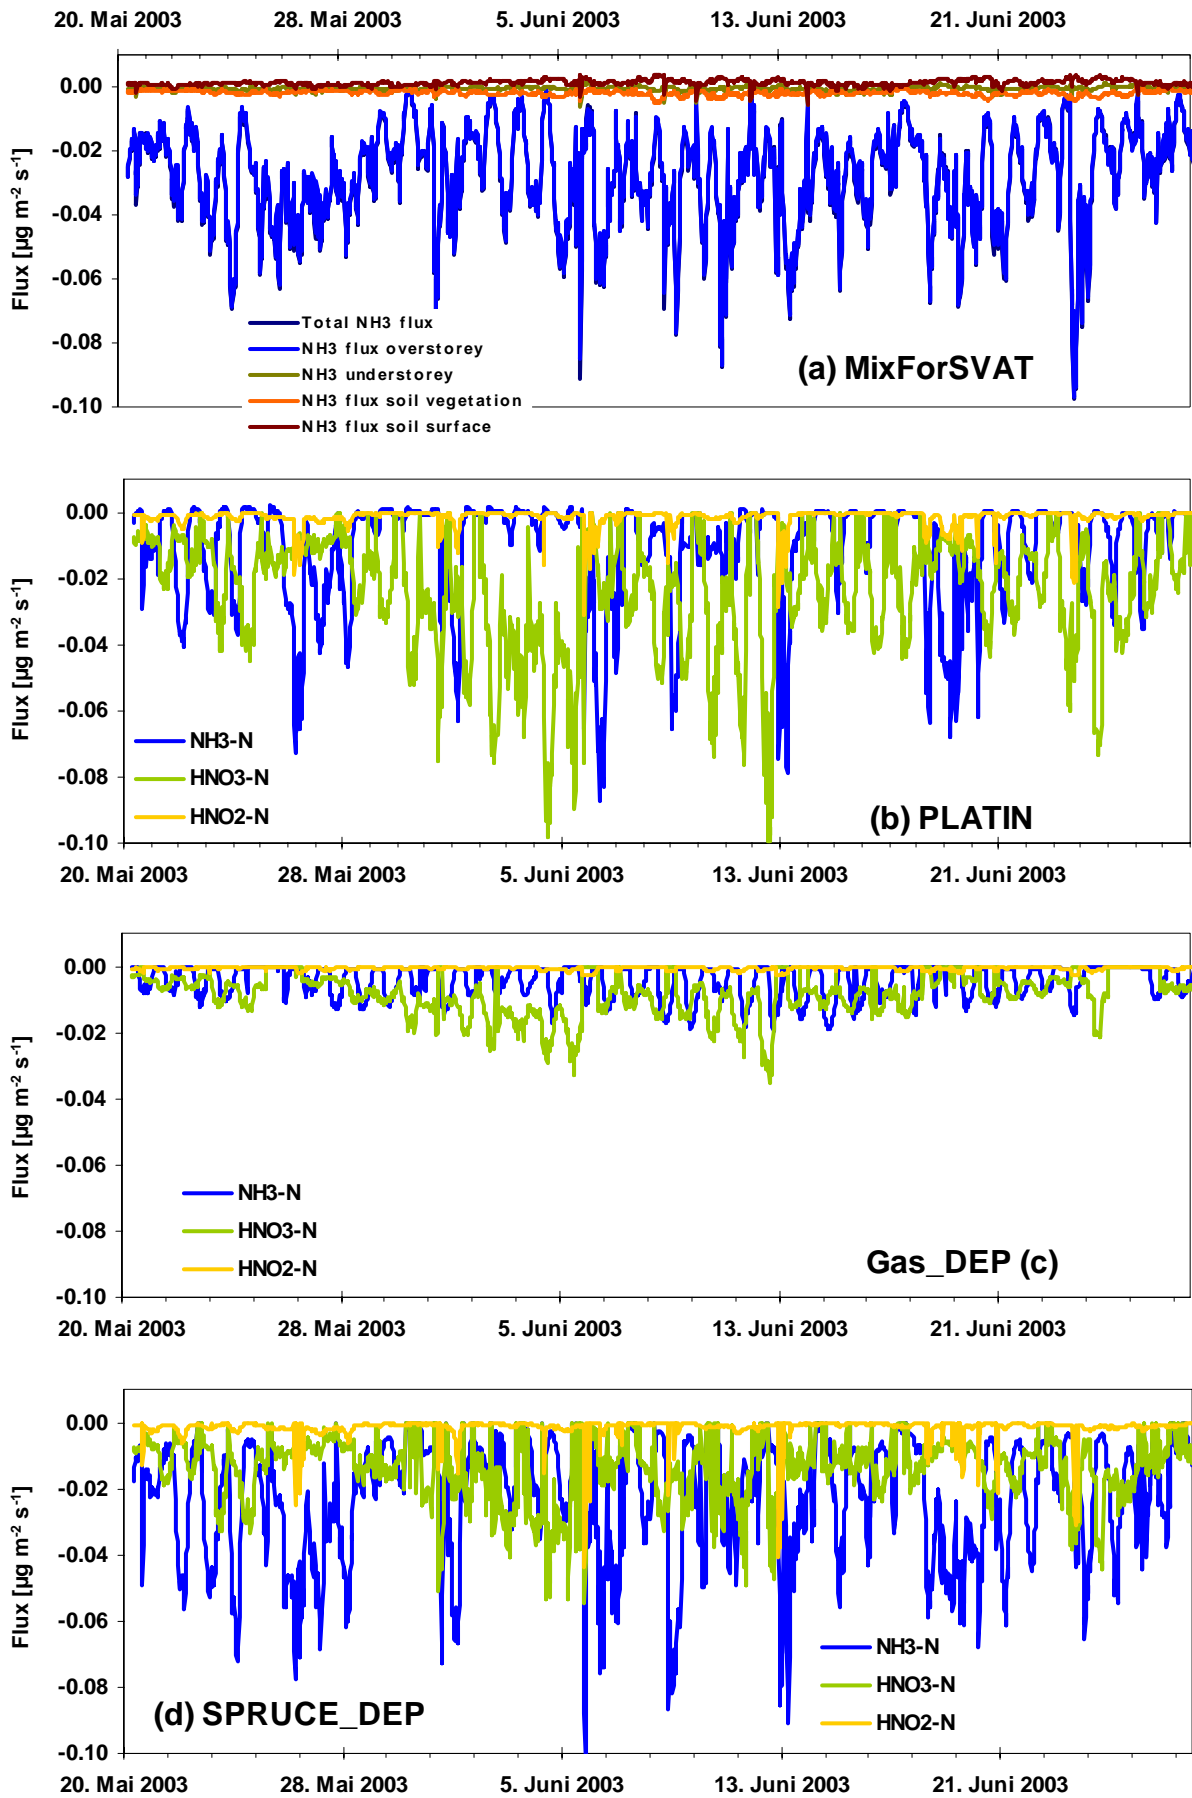 20. Mai 2003 28. Mai 2003 5. Juni 2003 13. Juni 2003 21. Juni 2003
0.00
-0.02
-0.04
-0.06
-0.08
-0.10
Flux [µg m-2 s-1]
Total NH3 flux
NH3 flux overstorey
NH3 understorey
NH3 flux soil vegetation
NH3 flux soil surface
(a) MixForSVAT
0.00
-0.02
-0.04
-0.06
-0.08
-0.10
Flux [µg m-2 s-1]
NH3-N
HNO3-N
HNO2-N
(b) PLATIN
20. Mai 2003 28. Mai 2003 5. Juni 2003 13. Juni 2003 21. Juni 2003
0.00
-0.02
-0.04
-0.06
-0.08
-0.10
Flux [µg m-2 s-1]
NH3-N
HNO3-N
HNO2-N
Gas_DEP (c)
20. Mai 2003 28. Mai 2003 5. Juni 2003 13. Juni 2003 21. Juni 2003
0.00
-0.02
-0.04
-0.06
-0.08
-0.10
Flux [µg m-2 s-1]
NH3-N
HNO3-N
HNO2-N
(d) SPRUCE_DEP
20. Mai 2003 28. Mai 2003 5. Juni 2003 13. Juni 2003 21. Juni 2003